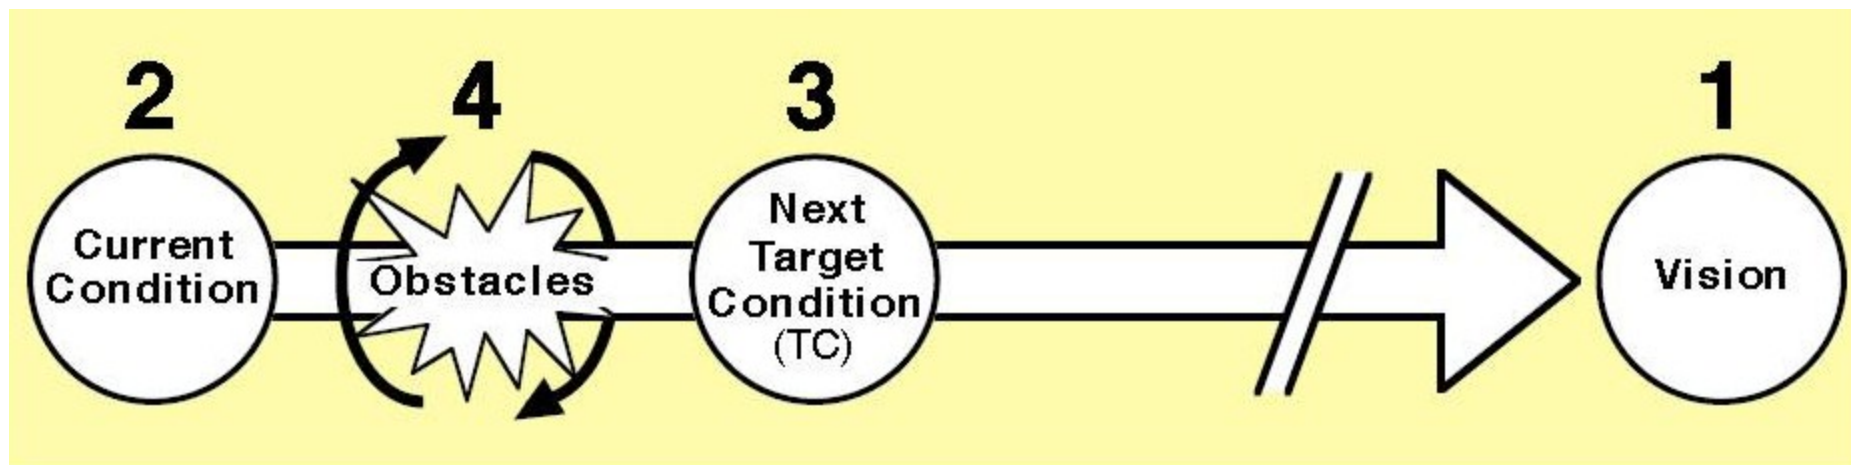 2
4
3
1
Current
Condition
Obstacles
Next
Target
Condition
(TC)
Vision